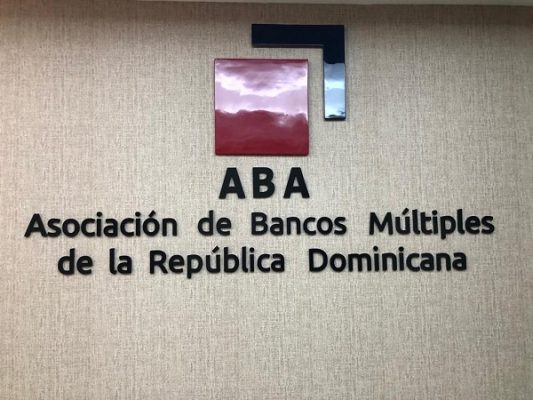 ABA
Asociación de Bancos Múltiples
de la República Dominicana